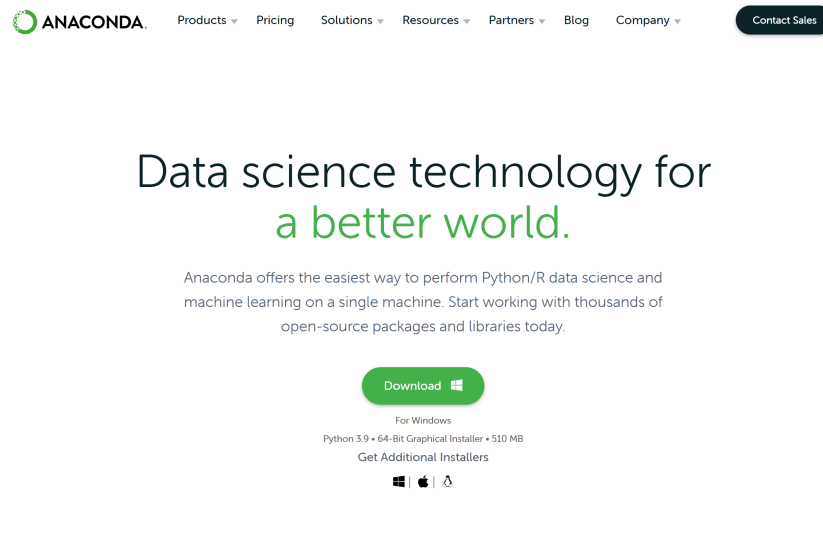 ANACONDA.
Products Pricing Solutions Resources Partners Blog Company Contact Sales
Data science technology for
a better world.
Anaconda offers the easiest way to perform Python/R data science and
machine learning on a single machine. Start working with thousands of
open-source packages and libraries today.
Download
For Windows
Python 3.9 • 64-Bit Graphical Installer • 510 MB
Get Additional Installers